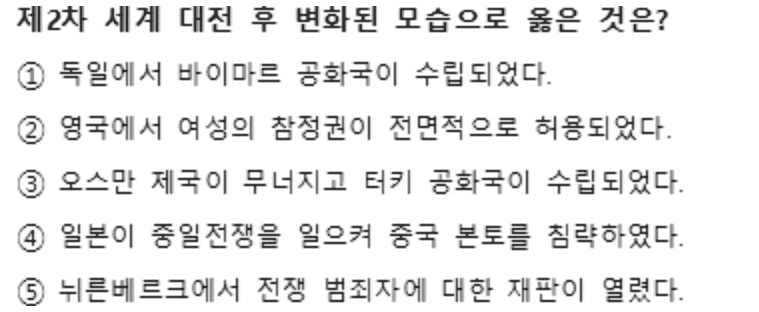 제2차 세계 대전 후 변화된 모습으로 옳은 것은?
① 독일에서 바이마르 공화국이 수립되었다.
② 영국에서 여성의 참정권이 전면적으로 허용되었다.
③ 오스만 제국이 무너지고 터키 공화국이 수립되었다.
④ 일본이 중일전쟁을 일으켜 중국 본토를 침략하였다.
⑤ 뉘른베르크에서 전쟁 범죄자에 대한 재판이 열렸다.